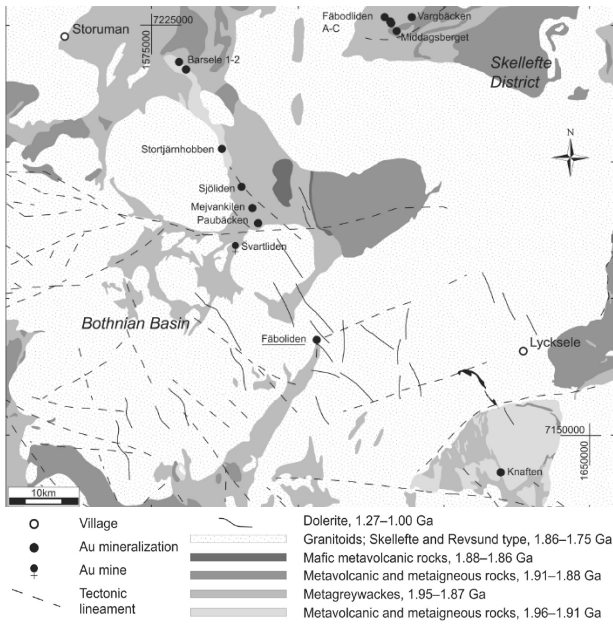 7225000
1575000
Storuman
Fäbodliden
A-C
Vargbäcken
Middagsberget
Barsele 1-2
Skellefte
District
N
Stortjärnhobben
Sjöliden
Mejvankilen
Paubäcken
Svartliden
Bothnian Basin
Fäboliden
Lycksele
7150000
1650000
Knaften
10km
Village
Au mineralization
Au mine
Tectonic
lineament
Dolerite, 1.27–1.00 Ga
Granitoids; Skellefte and Revsund type, 1.86–1.75 Ga
Mafic metavolcanic rocks, 1.88–1.86 Ga
Metavolcanic and metaigneous rocks, 1.91–1.88 Ga
Metagreywackes, 1.95–1.87 Ga
Metavolcanic and metaigneous rocks, 1.96–1.91 Ga